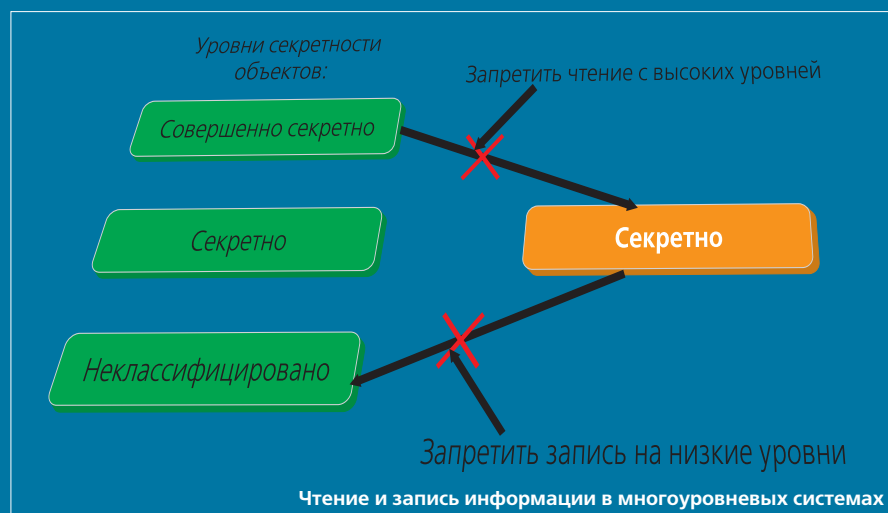 Уровни секретности
объектов:
Запретить чтение с высоких уровней
Совершенно секретно
Секретно
Секретно
Неклассифицировано
Запретить запись на низкие уровни
Чтение и запись информации в многоуровневых системах